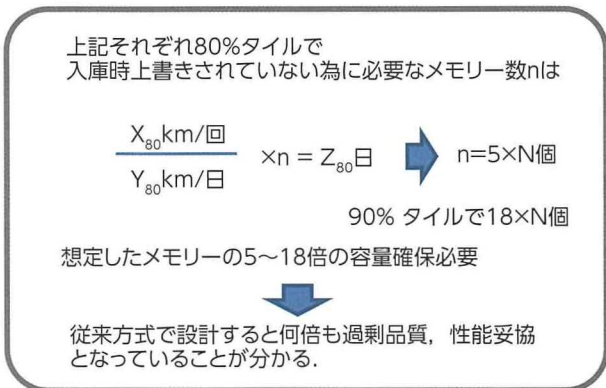 上記それぞれ80%タイルで
入庫時上書きされていない為に必要なメモリー数nは
X₈₀km/回
Y₈₀km/日
×n = Z₈₀日
n=5×N個
90% タイルで18×N個
想定したメモリーの5～18倍の容量確保必要
従来方式で設計すると何倍も過剰品質，性能妥協
となっていることが分かる．